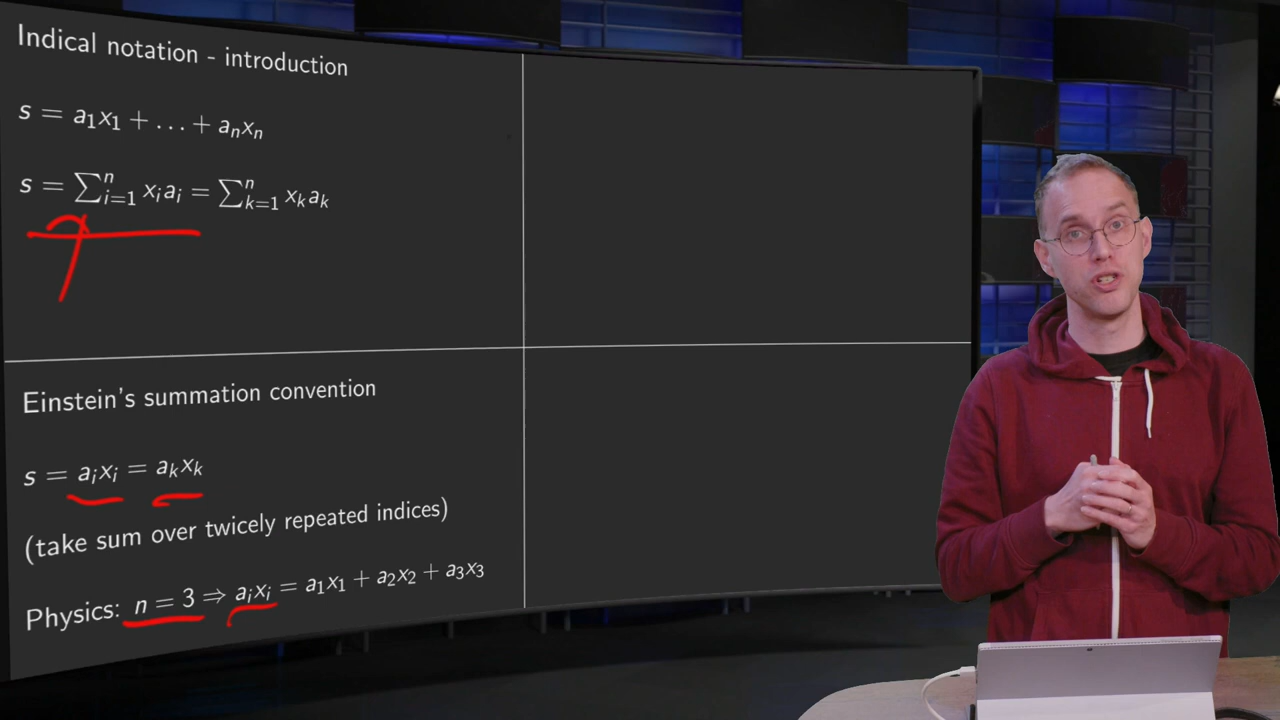 Indical notation - introduction
s = a₁x₁ + … + aₙxₙ
s = ∑ⁿᵢ₌₁ xᵢaᵢ = ∑ⁿₖ₌₁ xₖaₖ
Einstein's summation convention
s = aᵢxᵢ = aₖxₖ
(take sum over twicely repeated indices)
Physics: n = 3 ⇒ aᵢxᵢ = a₁x₁ + a₂x₂ + a₃x₃